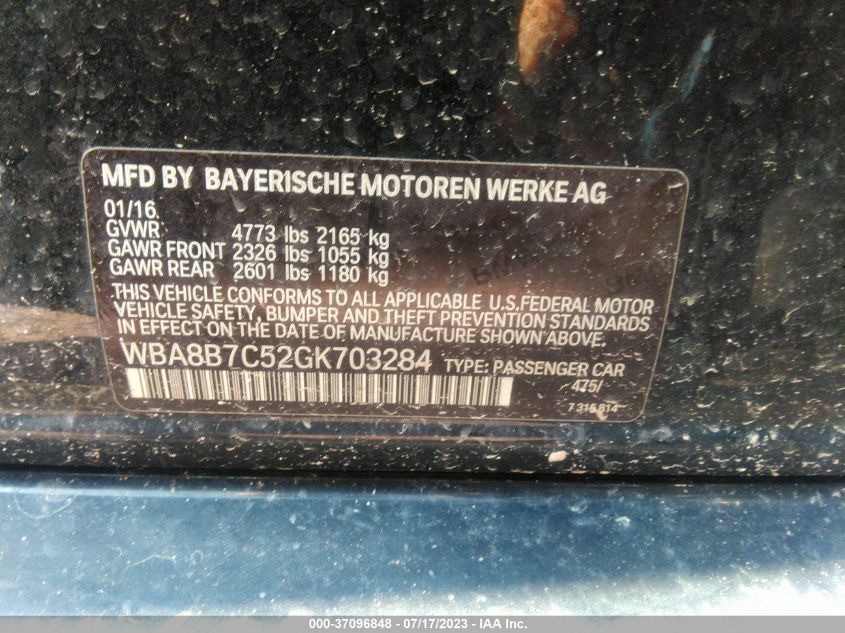 MFD BY BAYERISCHE MOTOREN WERKE AG
01/16
GVWR 4773 lbs 2165 kg
GAWR FRONT 2326 lbs 1055 kg
GAWR REAR 2601 lbs 1180 kg
THIS VEHICLE CONFORMS TO ALL APPLICABLE U.S.FEDERAL MOTOR
VEHICLE SAFETY, BUMPER AND THEFT PREVENTION STANDARDS
IN EFFECT ON THE DATE OF MANUFACTURE SHOWN ABOVE.
WBA8B7C52GK703284 TYPE: PASSENGER CAR
475/
7 316 814
000-37096848 - 07/17/2023 - IAA Inc.